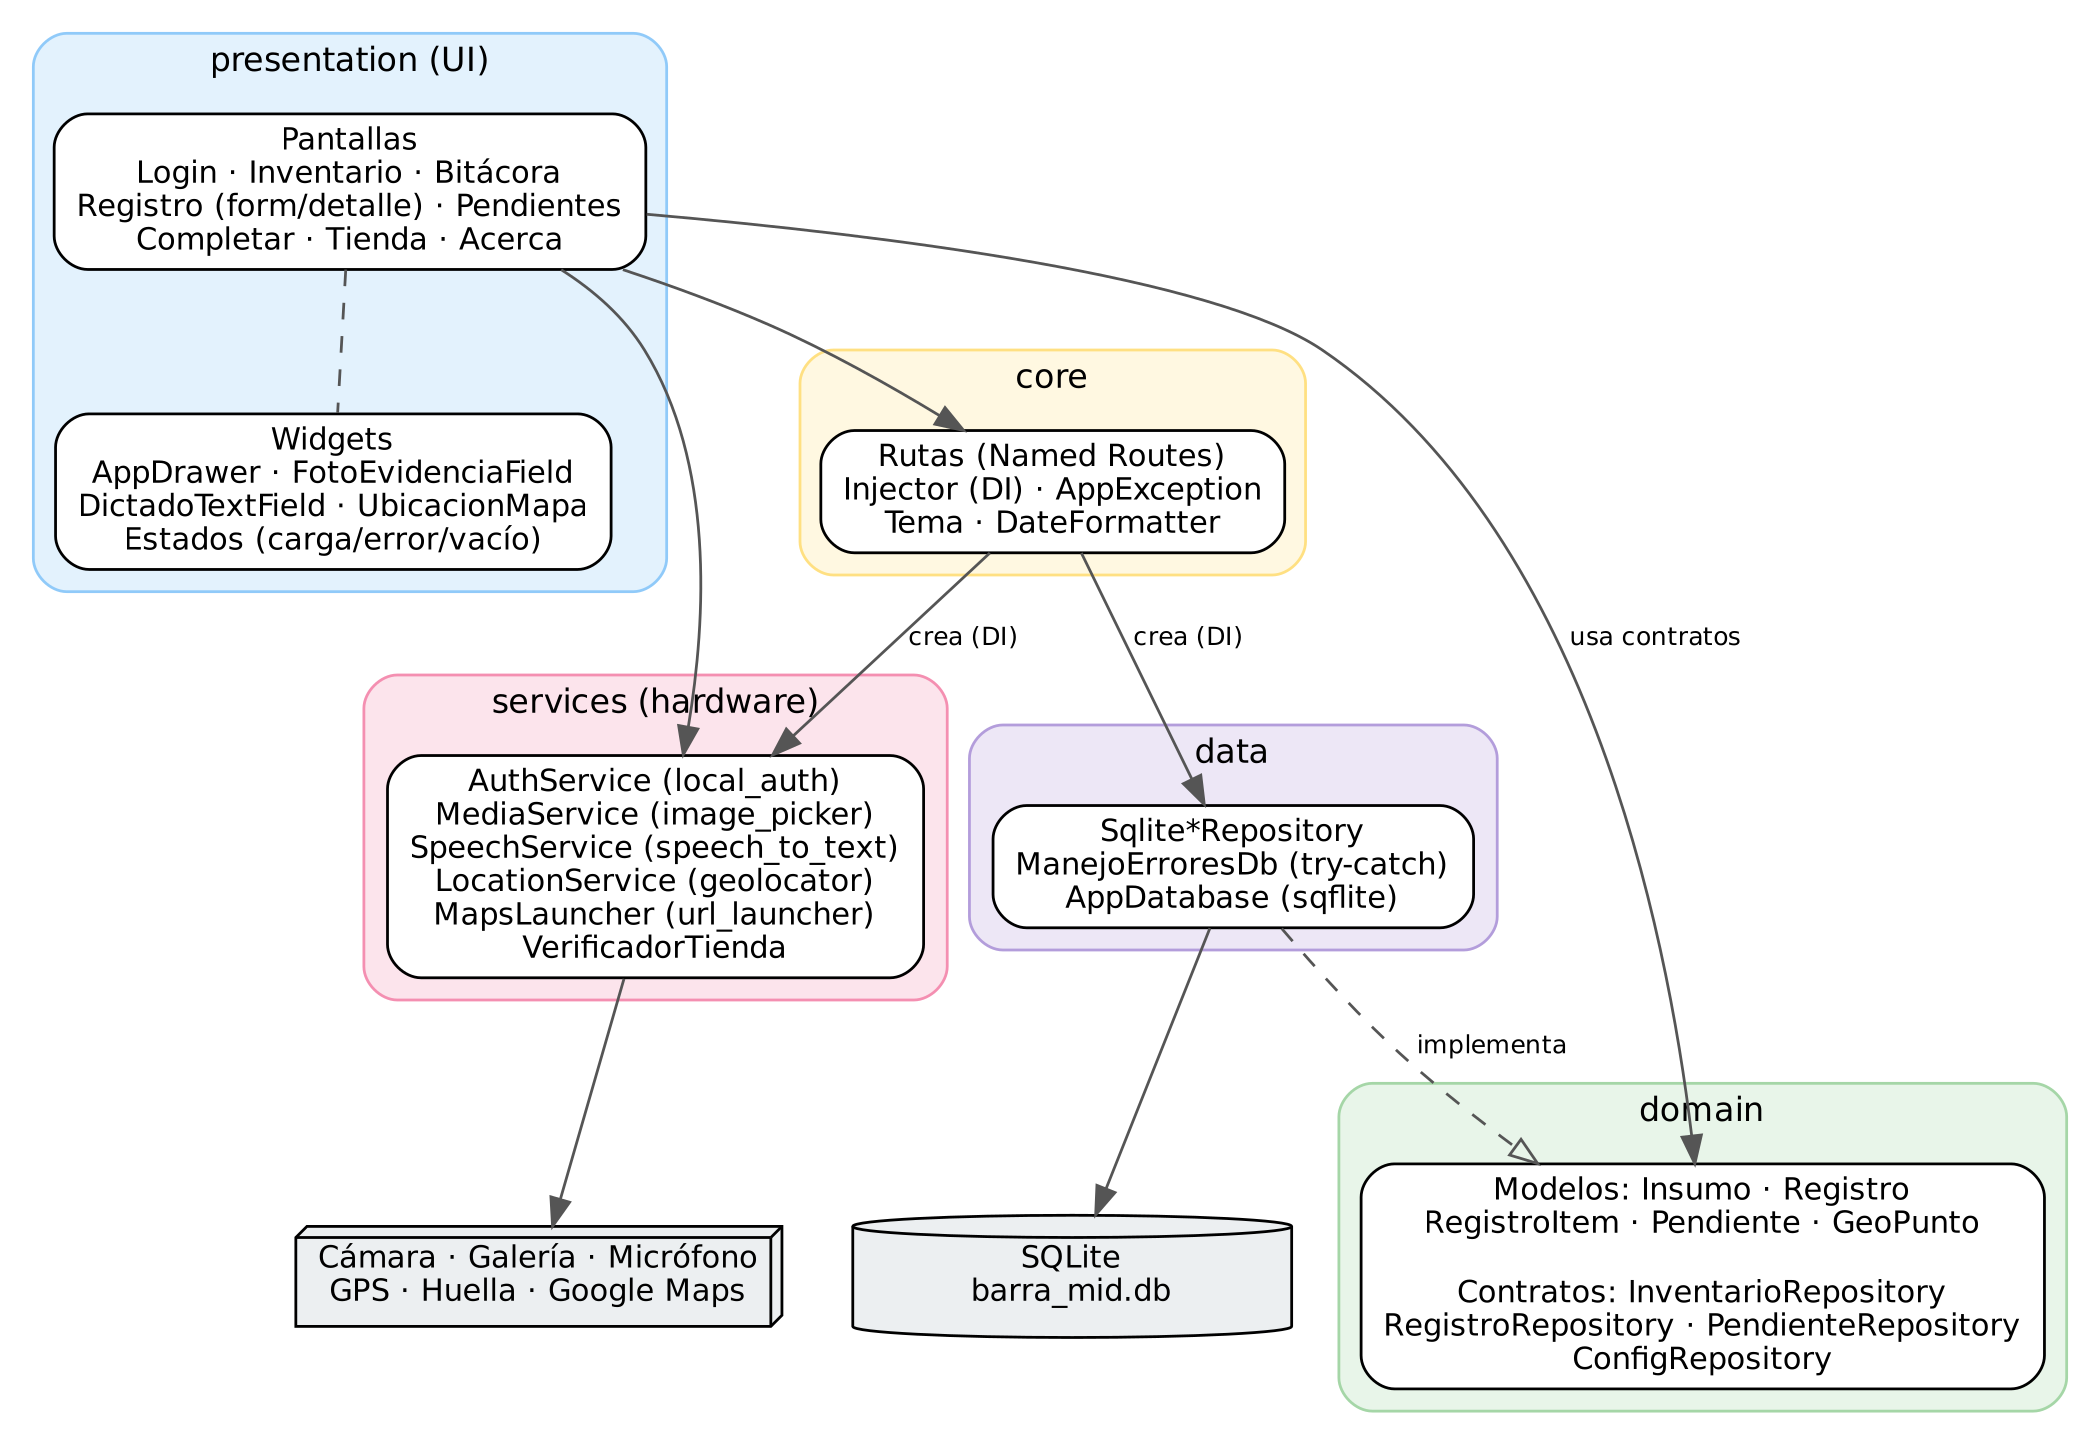 presentation (UI)
Pantallas
Login · Inventario · Bitácora
Registro (form/detalle) · Pendientes
Completar · Tienda · Acerca
Widgets
AppDrawer · FotoEvidenciaField
DictadoTextField · UbicacionMapa
Estados (carga/error/vacío)
core
Rutas (Named Routes)
Injector (DI) · AppException
Tema · DateFormatter
crea (DI)
crea (DI)
usa contratos
services (hardware)
AuthService (local_auth)
MediaService (image_picker)
SpeechService (speech_to_text)
LocationService (geolocator)
MapsLauncher (url_launcher)
VerificadorTienda
data
Sqlite*Repository
ManejoErroresDb (try-catch)
AppDatabase (sqflite)
implementa
domain
Modelos: Insumo · Registro
RegistroItem · Pendiente · GeoPunto
Contratos: InventarioRepository
RegistroRepository · PendienteRepository
ConfigRepository
Cámara · Galería · Micrófono
GPS · Huella · Google Maps
SQLite
barra_mid.db